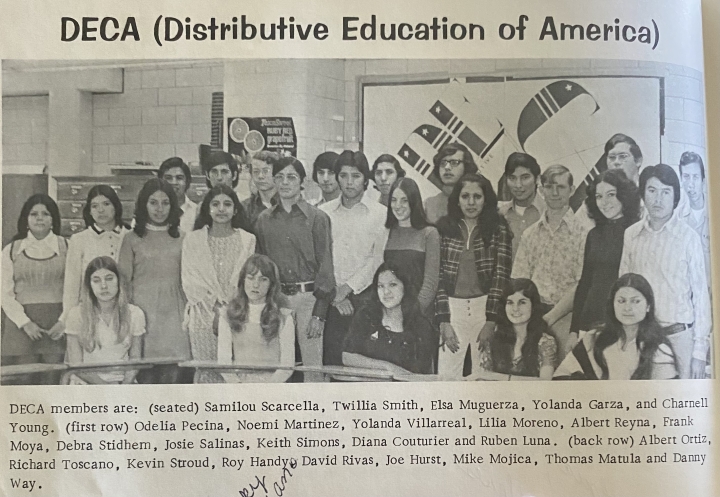 DECA (Distributive Education of America)
DECA members are: (seated) Samilou Scarcella, Twillia Smith, Elsa Muguerza, Yolanda Garza, and Charnell
Young. (first row) Odelia Pecina, Noemi Martinez, Yolanda Villarreal, Lilia Moreno, Albert Reyna, Frank
Moya, Debra Stidhem, Josie Salinas, Keith Simons, Diana Couturier and Ruben Luna. (back row) Albert Ortiz,
Richard Toscano, Kevin Stroud, Roy Handy, David Rivas, Joe Hurst, Mike Mojica, Thomas Matula and Danny
Way.